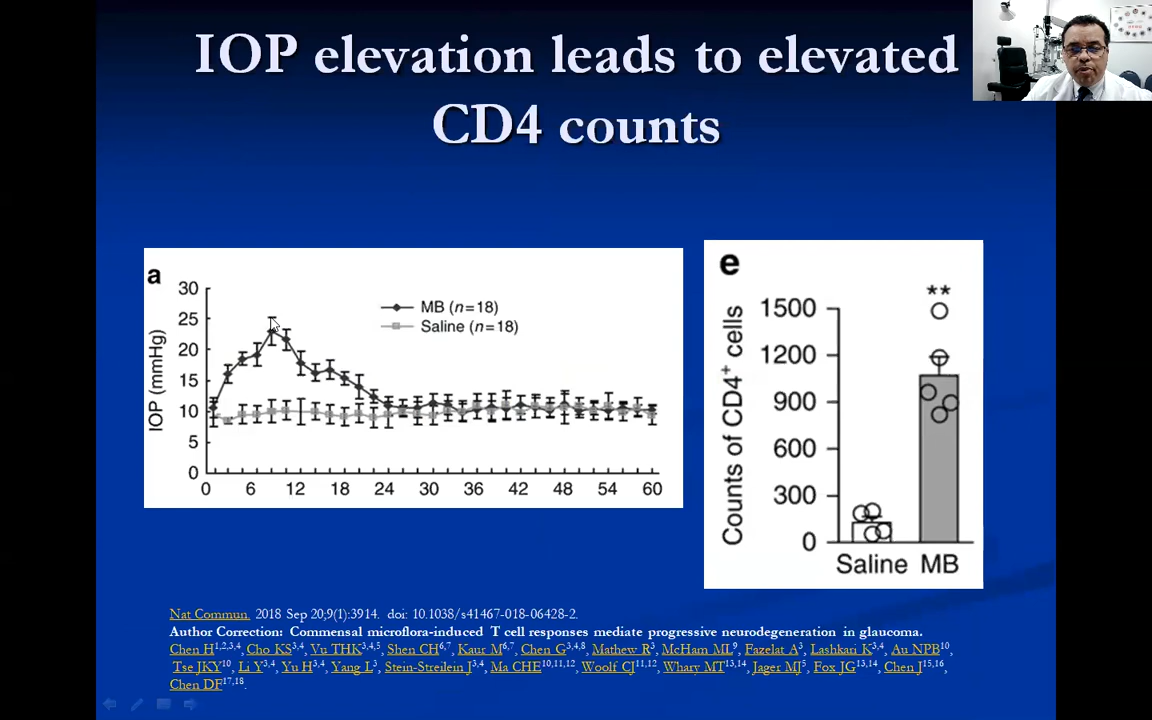 IOP elevation leads to elevated
CD4 counts
a
IOP (mmHg)
30
25
20
15
10
5
0
0 6 12 18 24 30 36 42 48 54 60
MB (n=18)
Saline (n=18)
e
Counts of CD4+ cells
**
1500
1200
900
600
300
0
Saline MB
Nat Commun. 2018 Sep 20;9(1):3914. doi: 10.1038/s41467-018-06428-2.
Author Correction: Commensal microflora-induced T cell responses mediate progressive neurodegeneration in glaucoma.
Chen H1,2,3,4, Cho KS3,4, Vu THK3,4,5, Shen CH6,7, Kaur M6,7, Chen G3,4,8, Mathew R3, McHam ML9, Fazelat A3, Lashkari K3,4, Au NPB10,
Tse JKY10, Li Y3,4, Yu H3,4, Yang L3, Stein-Streilein J3,4, Ma CHE10,11,12, Woolf CJ11,12, Whary MT13,14, Jager MJ5, Fox JG13,14, Chen J15,16,
Chen DF17,18.